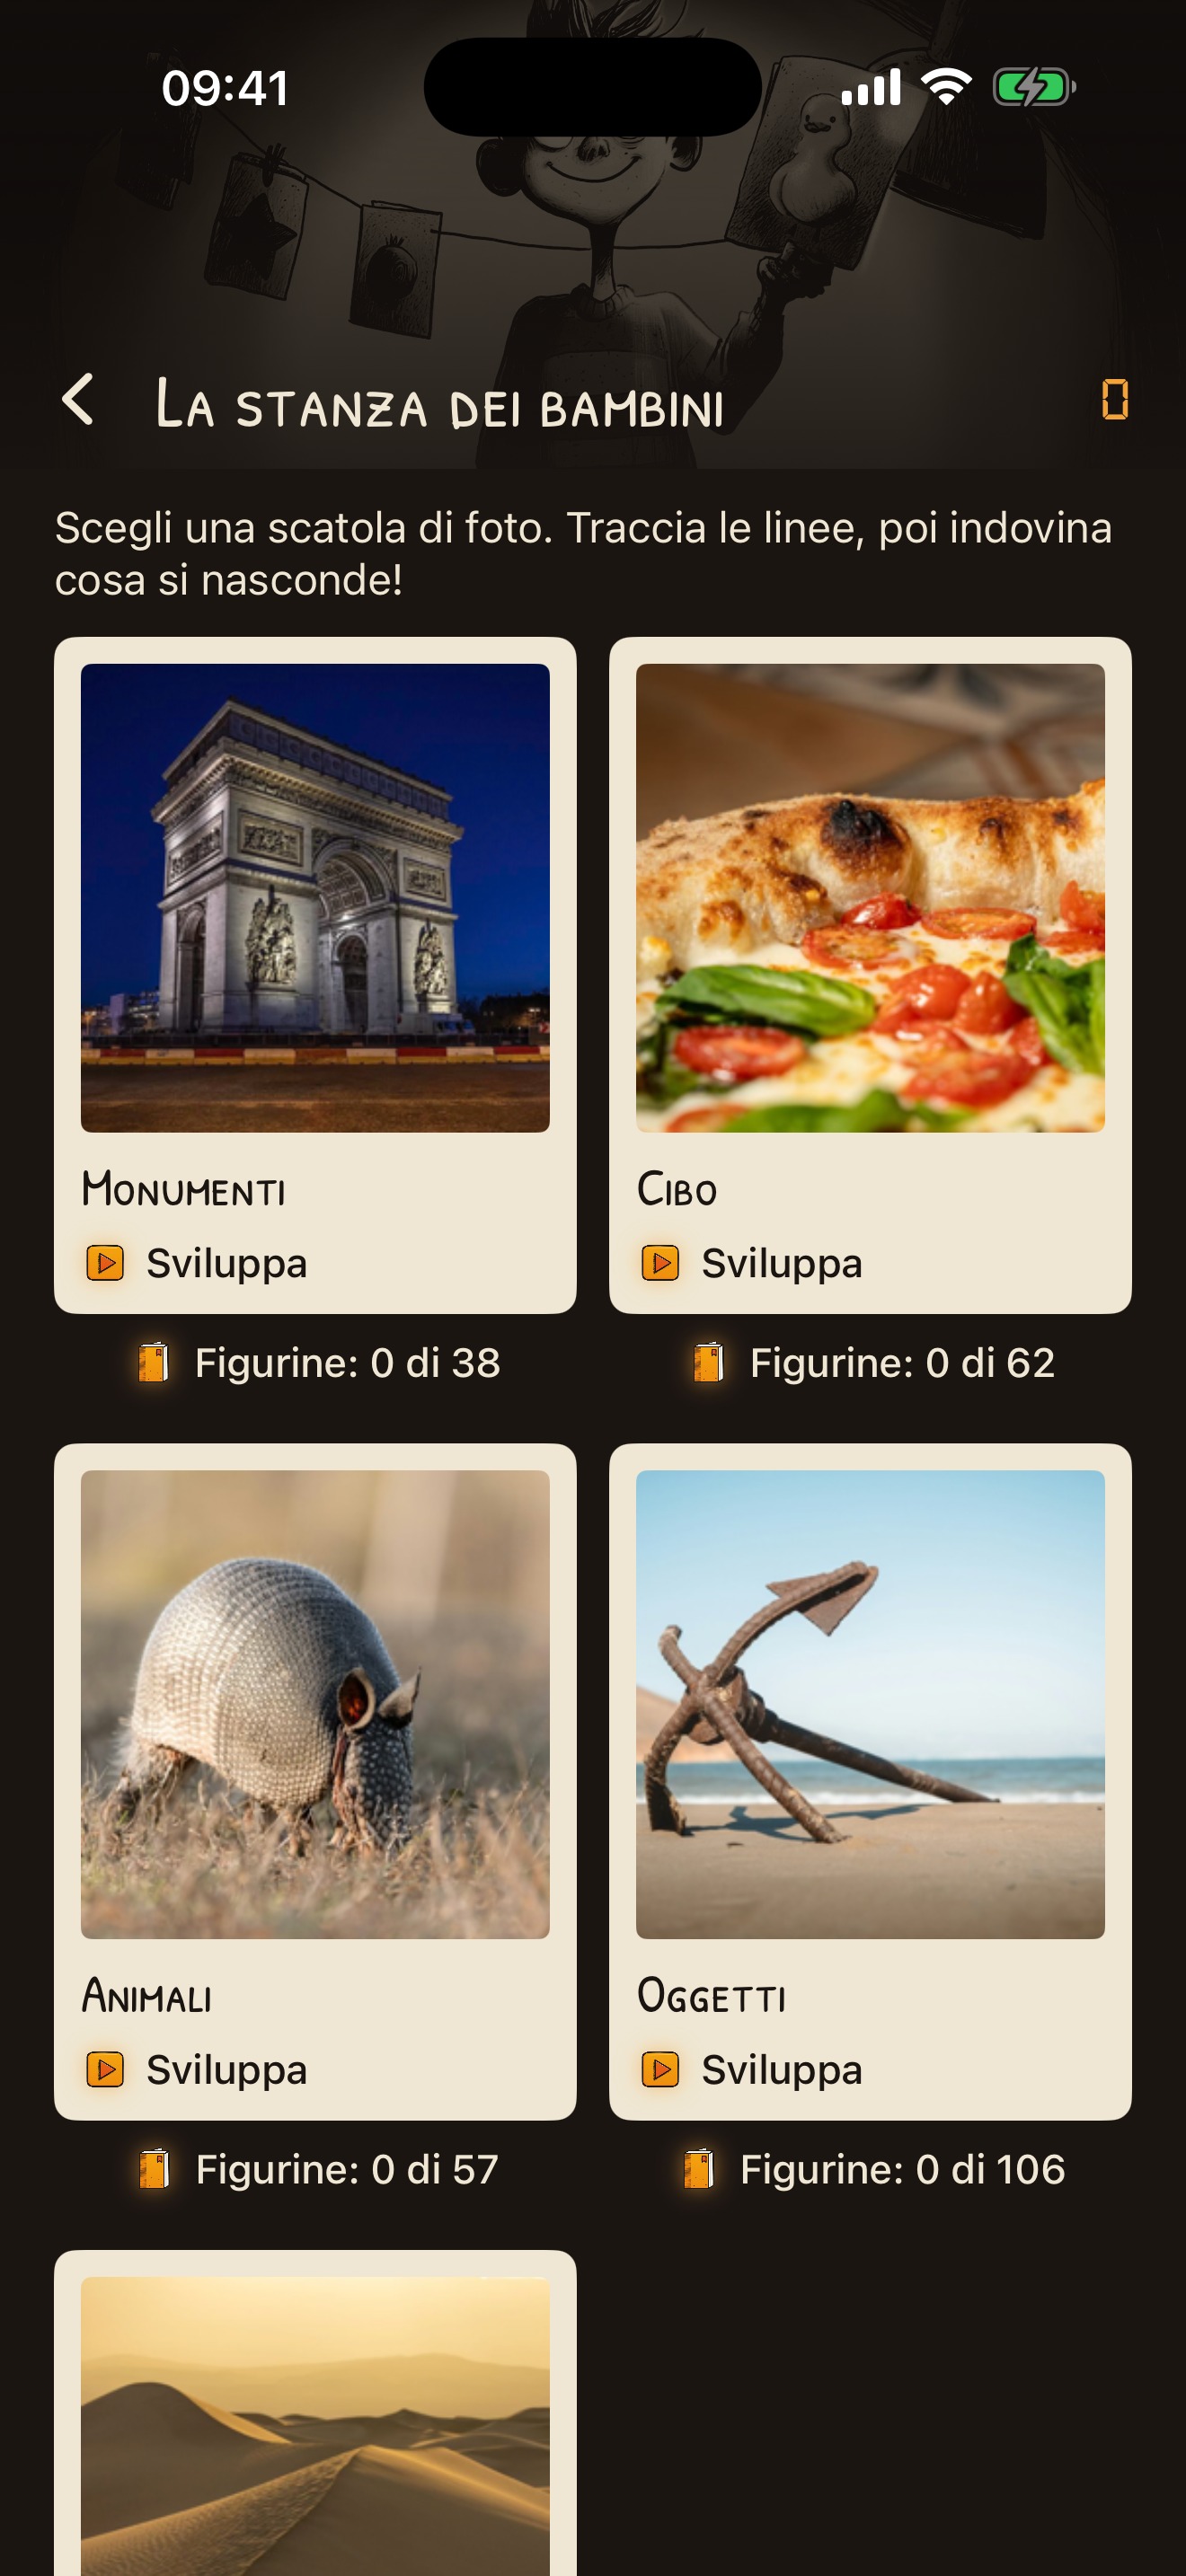 09:41
La stanza dei bambini
0
Scegli una scatola di foto. Traccia le linee, poi indovina
cosa si nasconde!
Monumenti
Sviluppa
Figurine: 0 di 38
Cibo
Sviluppa
Figurine: 0 di 62
Animali
Sviluppa
Figurine: 0 di 57
Oggetti
Sviluppa
Figurine: 0 di 106